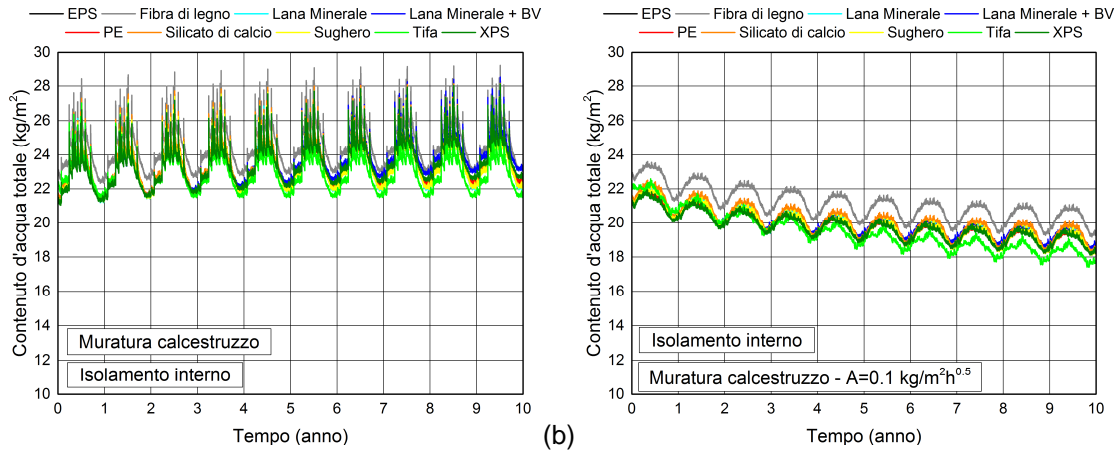 EPS Fibra di legno Lana Minerale Lana Minerale + BV
PE Silicato di calcio Sughero Tifa XPS
Contenuto d'acqua totale (kg/m²)
30
28
26
24
22
20
18
16
14
12
10
Muratura calcestruzzo
Isolamento interno
0 1 2 3 4 5 6 7 8 9 10
Tempo (anno)
(b)
EPS Fibra di legno Lana Minerale Lana Minerale + BV
PE Silicato di calcio Sughero Tifa XPS
Contenuto d'acqua totale (kg/m²)
30
28
26
24
22
20
18
16
14
12
10
Isolamento interno
Muratura calcestruzzo - A=0.1 kg/m²h⁰·⁵
0 1 2 3 4 5 6 7 8 9 10
Tempo (anno)